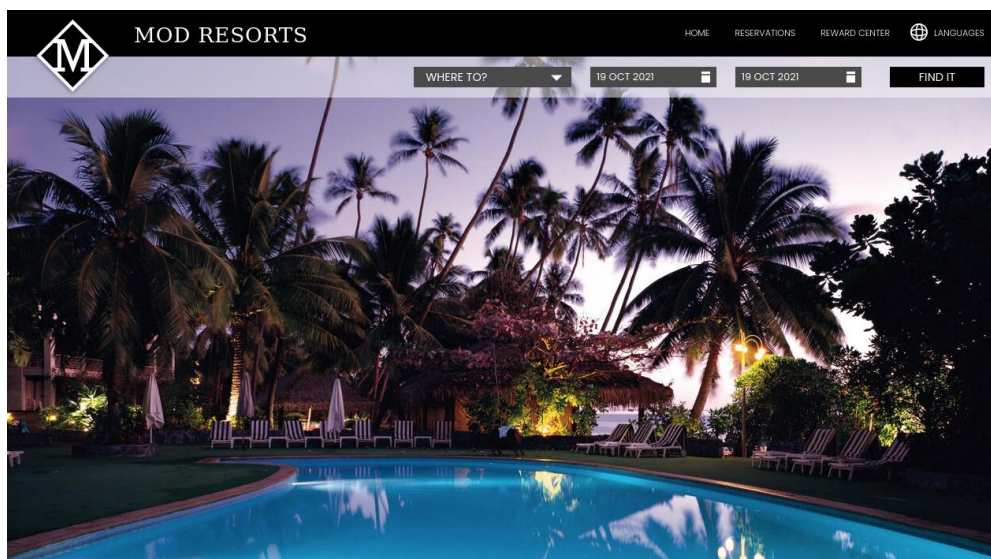 M
MOD RESORTS
HOME RESERVATIONS REWARD CENTER LANGUAGES
WHERE TO? 19 OCT 2021 19 OCT 2021 FIND IT